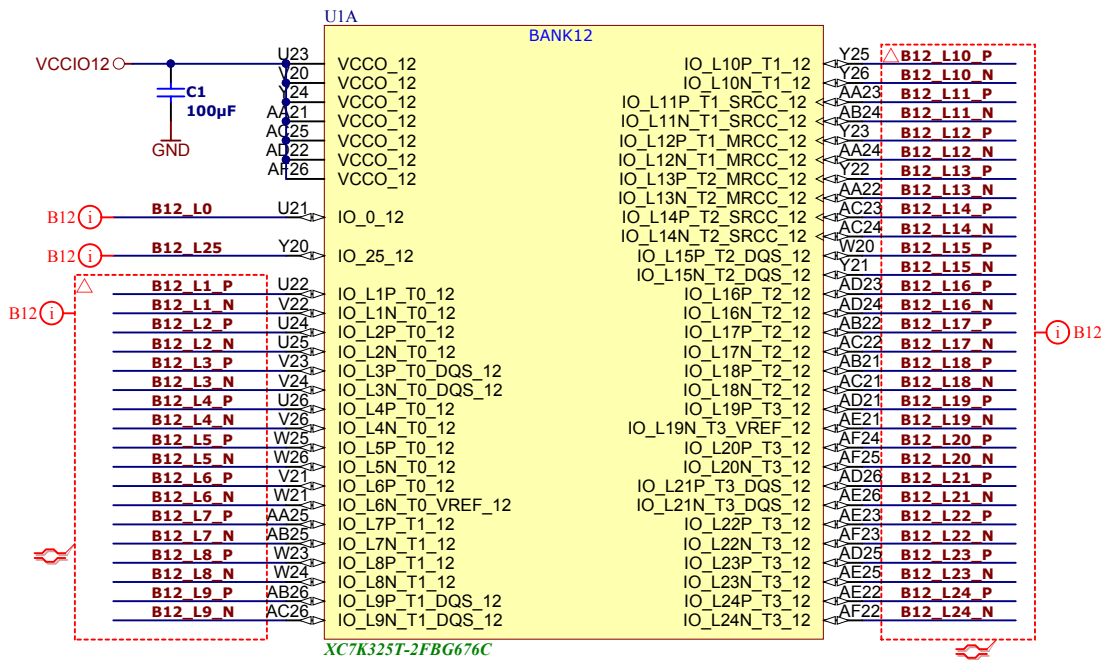 U1A
BANK12
VCCIO12
C1
100µF
GND
U23 VCCO_12
V20 VCCO_12
Y24 VCCO_12
AA21 VCCO_12
AC25 VCCO_12
AD22 VCCO_12
AF26 VCCO_12
B12 i B12_L0 U21 IO_0_12
B12 i B12_L25 Y20 IO_25_12
B12 i
B12_L1_P U22 IO_L1P_T0_12
B12_L1_N V22 IO_L1N_T0_12
B12_L2_P U24 IO_L2P_T0_12
B12_L2_N U25 IO_L2N_T0_12
B12_L3_P V23 IO_L3P_T0_DQS_12
B12_L3_N V24 IO_L3N_T0_DQS_12
B12_L4_P U26 IO_L4P_T0_12
B12_L4_N V26 IO_L4N_T0_12
B12_L5_P W25 IO_L5P_T0_12
B12_L5_N W26 IO_L5N_T0_12
B12_L6_P V21 IO_L6P_T0_12
B12_L6_N W21 IO_L6N_T0_VREF_12
B12_L7_P AA25 IO_L7P_T1_12
B12_L7_N AB25 IO_L7N_T1_12
B12_L8_P W23 IO_L8P_T1_12
B12_L8_N W24 IO_L8N_T1_12
B12_L9_P AB26 IO_L9P_T1_DQS_12
B12_L9_N AC26 IO_L9N_T1_DQS_12
IO_L10P_T1_12 Y25 B12_L10_P
IO_L10N_T1_12 Y26 B12_L10_N
IO_L11P_T1_SRCC_12 AA23 B12_L11_P
IO_L11N_T1_SRCC_12 AB24 B12_L11_N
IO_L12P_T1_MRCC_12 Y23 B12_L12_P
IO_L12N_T1_MRCC_12 AA24 B12_L12_N
IO_L13P_T2_MRCC_12 Y22 B12_L13_P
IO_L13N_T2_MRCC_12 AA22 B12_L13_N
IO_L14P_T2_SRCC_12 AC23 B12_L14_P
IO_L14N_T2_SRCC_12 AC24 B12_L14_N
IO_L15P_T2_DQS_12 W20 B12_L15_P
IO_L15N_T2_DQS_12 Y21 B12_L15_N
IO_L16P_T2_12 AD23 B12_L16_P
IO_L16N_T2_12 AD24 B12_L16_N
IO_L17P_T2_12 AB22 B12_L17_P
IO_L17N_T2_12 AC22 B12_L17_N
IO_L18P_T2_12 AB21 B12_L18_P
IO_L18N_T2_12 AC21 B12_L18_N
IO_L19P_T3_12 AD21 B12_L19_P
IO_L19N_T3_VREF_12 AE21 B12_L19_N
IO_L20P_T3_12 AF24 B12_L20_P
IO_L20N_T3_12 AF25 B12_L20_N
IO_L21P_T3_DQS_12 AD26 B12_L21_P
IO_L21N_T3_DQS_12 AE26 B12_L21_N
IO_L22P_T3_12 AE23 B12_L22_P
IO_L22N_T3_12 AF23 B12_L22_N
IO_L23P_T3_12 AD25 B12_L23_P
IO_L23N_T3_12 AE25 B12_L23_N
IO_L24P_T3_12 AE22 B12_L24_P
IO_L24N_T3_12 AF22 B12_L24_N
i B12
XC7K325T-2FBG676C